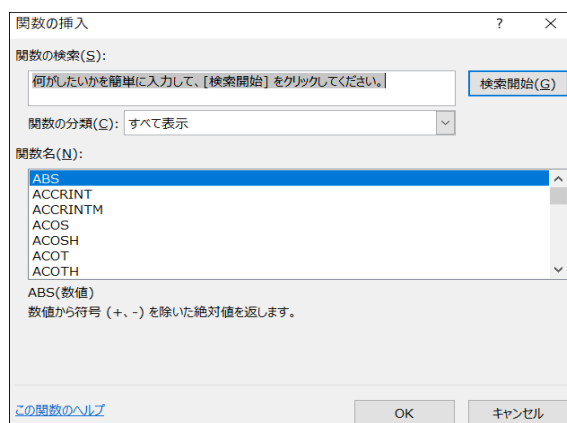 関数の挿入 ? ×
関数の検索(S):
何がしたいかを簡単に入力して、[検索開始] をクリックしてください。
検索開始(G)
関数の分類(C): すべて表示
関数名(N):
ABS
ACCRINT
ACCRINTM
ACOS
ACOSH
ACOT
ACOTH
ABS(数値)
数値から符号 (+、-) を除いた絶対値を返します。
この関数のヘルプ
OK キャンセル